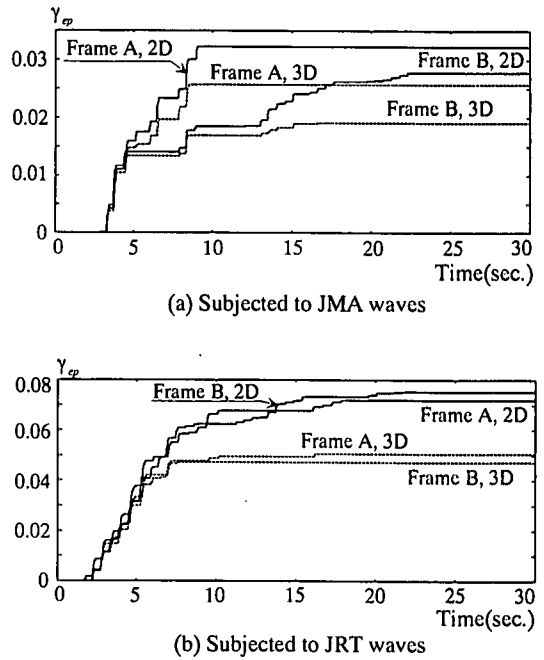 γep
0.03
0.02
0.01
0
Frame A, 2D
Frame A, 3D
Frame B, 2D
Frame B, 3D
0 5 10 15 20 25 30
Time(sec.)
(a) Subjected to JMA waves
γep
0.08
0.06
0.04
0.02
0
Frame B, 2D
Frame A, 2D
Frame A, 3D
Frame B, 3D
0 5 10 15 20 25 30
Time(sec.)
(b) Subjected to JRT waves